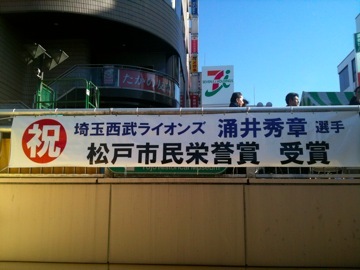 祝
埼玉西武ライオンズ 涌井秀章 選手
松戸市民栄誉賞 受賞